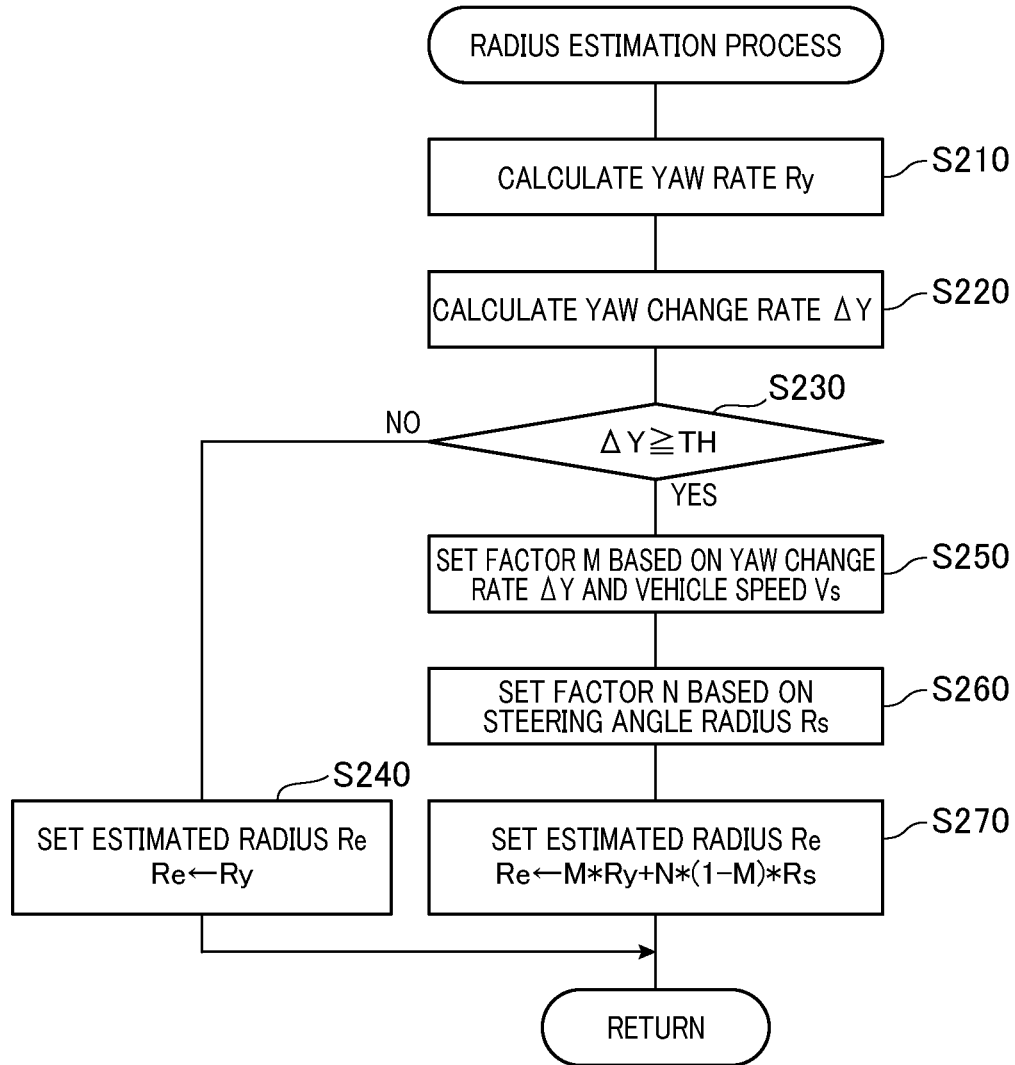 RADIUS ESTIMATION PROCESS
CALCULATE YAW RATE Ry
S210
CALCULATE YAW CHANGE RATE ΔY
S220
S230
ΔY≧TH
NO
YES
SET FACTOR M BASED ON YAW CHANGE
RATE ΔY AND VEHICLE SPEED Vs
S250
SET FACTOR N BASED ON
STEERING ANGLE RADIUS Rs
S260
S240
SET ESTIMATED RADIUS Re
Re←Ry
SET ESTIMATED RADIUS Re
Re←M*Ry+N*(1-M)*Rs
S270
RETURN